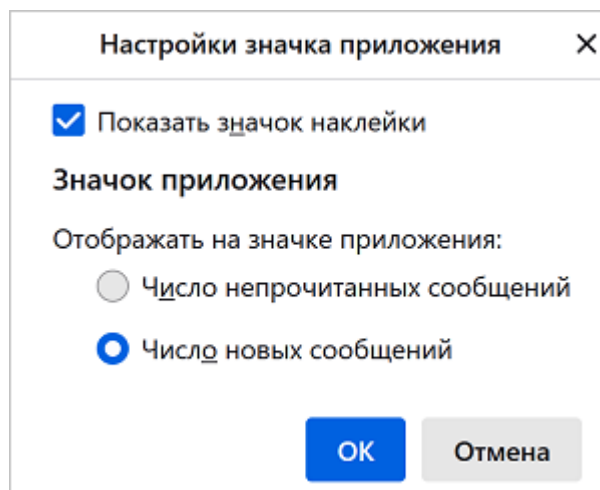 Настройки значка приложения
Показать значок наклейки
Значок приложения
Отображать на значке приложения:
Число непрочитанных сообщений
Число новых сообщений
ОК Отмена